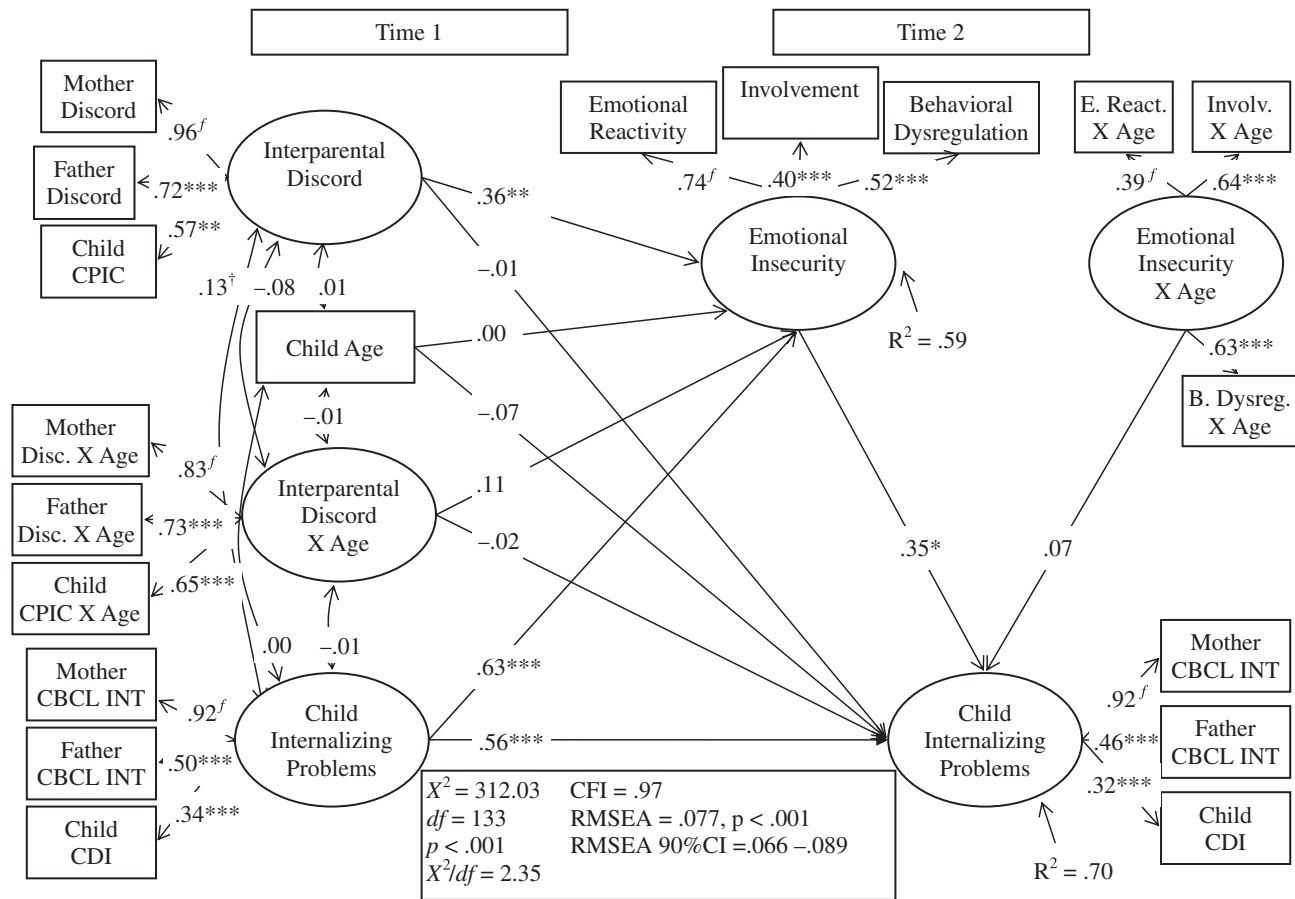 Time 1
Time 2
Mother
Discord
Father
Discord
Child
CPIC
.96ᶠ
.72***
.57**
Interparental
Discord
.13†
–.08
.01
Child Age
–.01
Mother
Disc. X Age
Father
Disc. X Age
Child
CPIC X Age
.83ᶠ
.73***
.65***
Interparental
Discord
X Age
.00
–.01
Mother
CBCL INT
Father
CBCL INT
Child
CDI
.92ᶠ
.50***
.34***
Child
Internalizing
Problems
.36**
–.01
.00
–.07
.11
–.02
.63***
.56***
Emotional
Reactivity
Involvement
Behavioral
Dysregulation
.74ᶠ
.40***
.52***
Emotional
Insecurity
R² = .59
E. React.
X Age
Involv.
X Age
.39ᶠ
.64***
Emotional
Insecurity
X Age
.63***
B. Dysreg.
X Age
.35*
.07
Child
Internalizing
Problems
.92ᶠ
.46***
.32***
Mother
CBCL INT
Father
CBCL INT
Child
CDI
R² = .70
X² = 312.03 CFI = .97
df = 133 RMSEA = .077, p < .001
p < .001 RMSEA 90%CI =.066 –.089
X²/df = 2.35